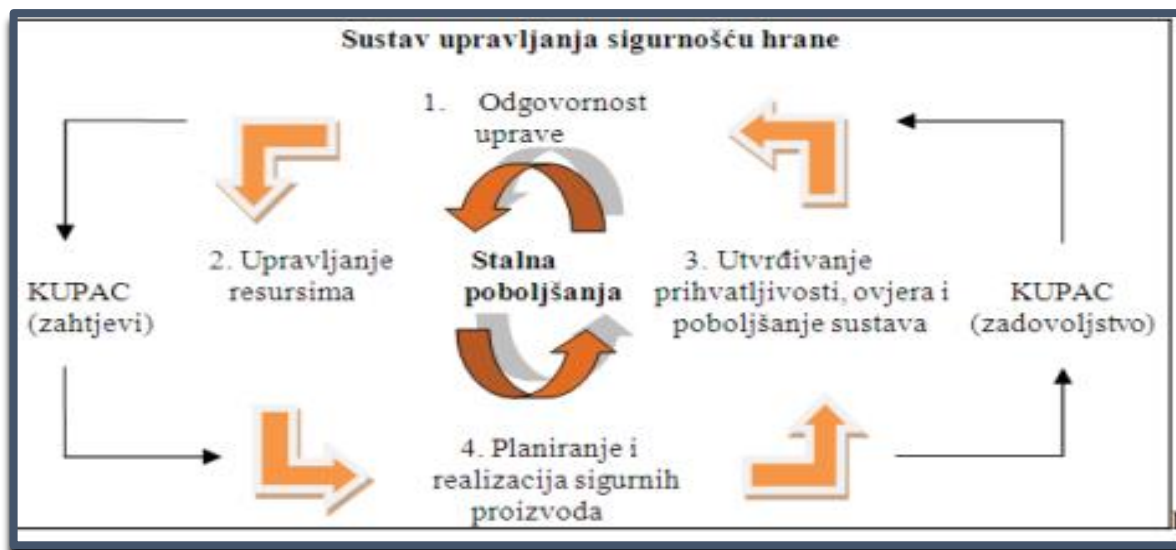 Sustav upravljanja sigurnošću hrane
1. Odgovornost
uprave
2. Upravljanje
resursima
Stalna
poboljšanja
3. Utvrđivanje
prihvatljivosti, ovjera i
poboljšanje sustava
KUPAC
(zahtjevi)
KUPAC
(zadovoljstvo)
4. Planiranje i
realizacija sigurnih
proizvoda